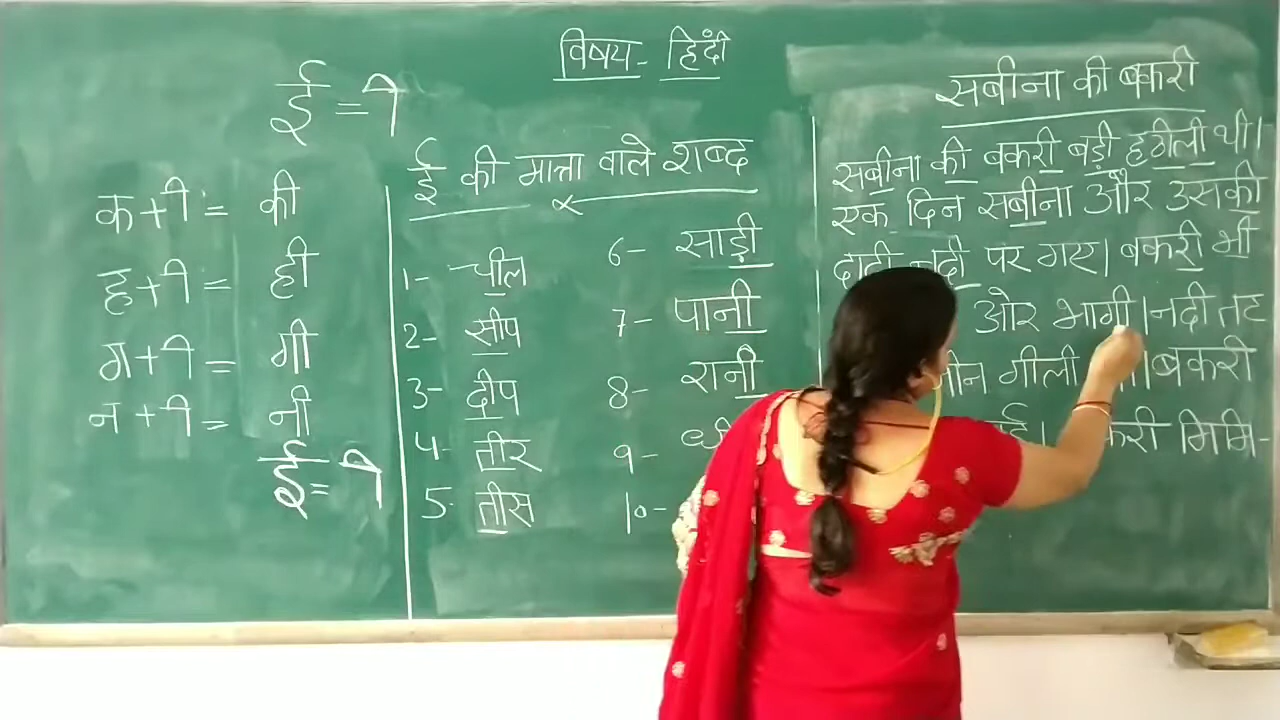 विषय- हिंदी
ई = ी
क+ी = की
ह+ी = ही
ग+ी = गी
न+ी = नी
ई = ी
ई की मात्रा वाले शब्द
1- चील
2- सीप
3- दीप
4- तीर
5- तीस
6- साड़ी
7- पानी
8- रानी
9-
10-
सबीना की बकरी
सबीना की बकरी बड़ी हठीली थी।
एक दिन सबीना और उसकी
दादी नदी पर गए। बकरी भी
ओर भागी। नदी तट
गीली बकरी
मिमि-